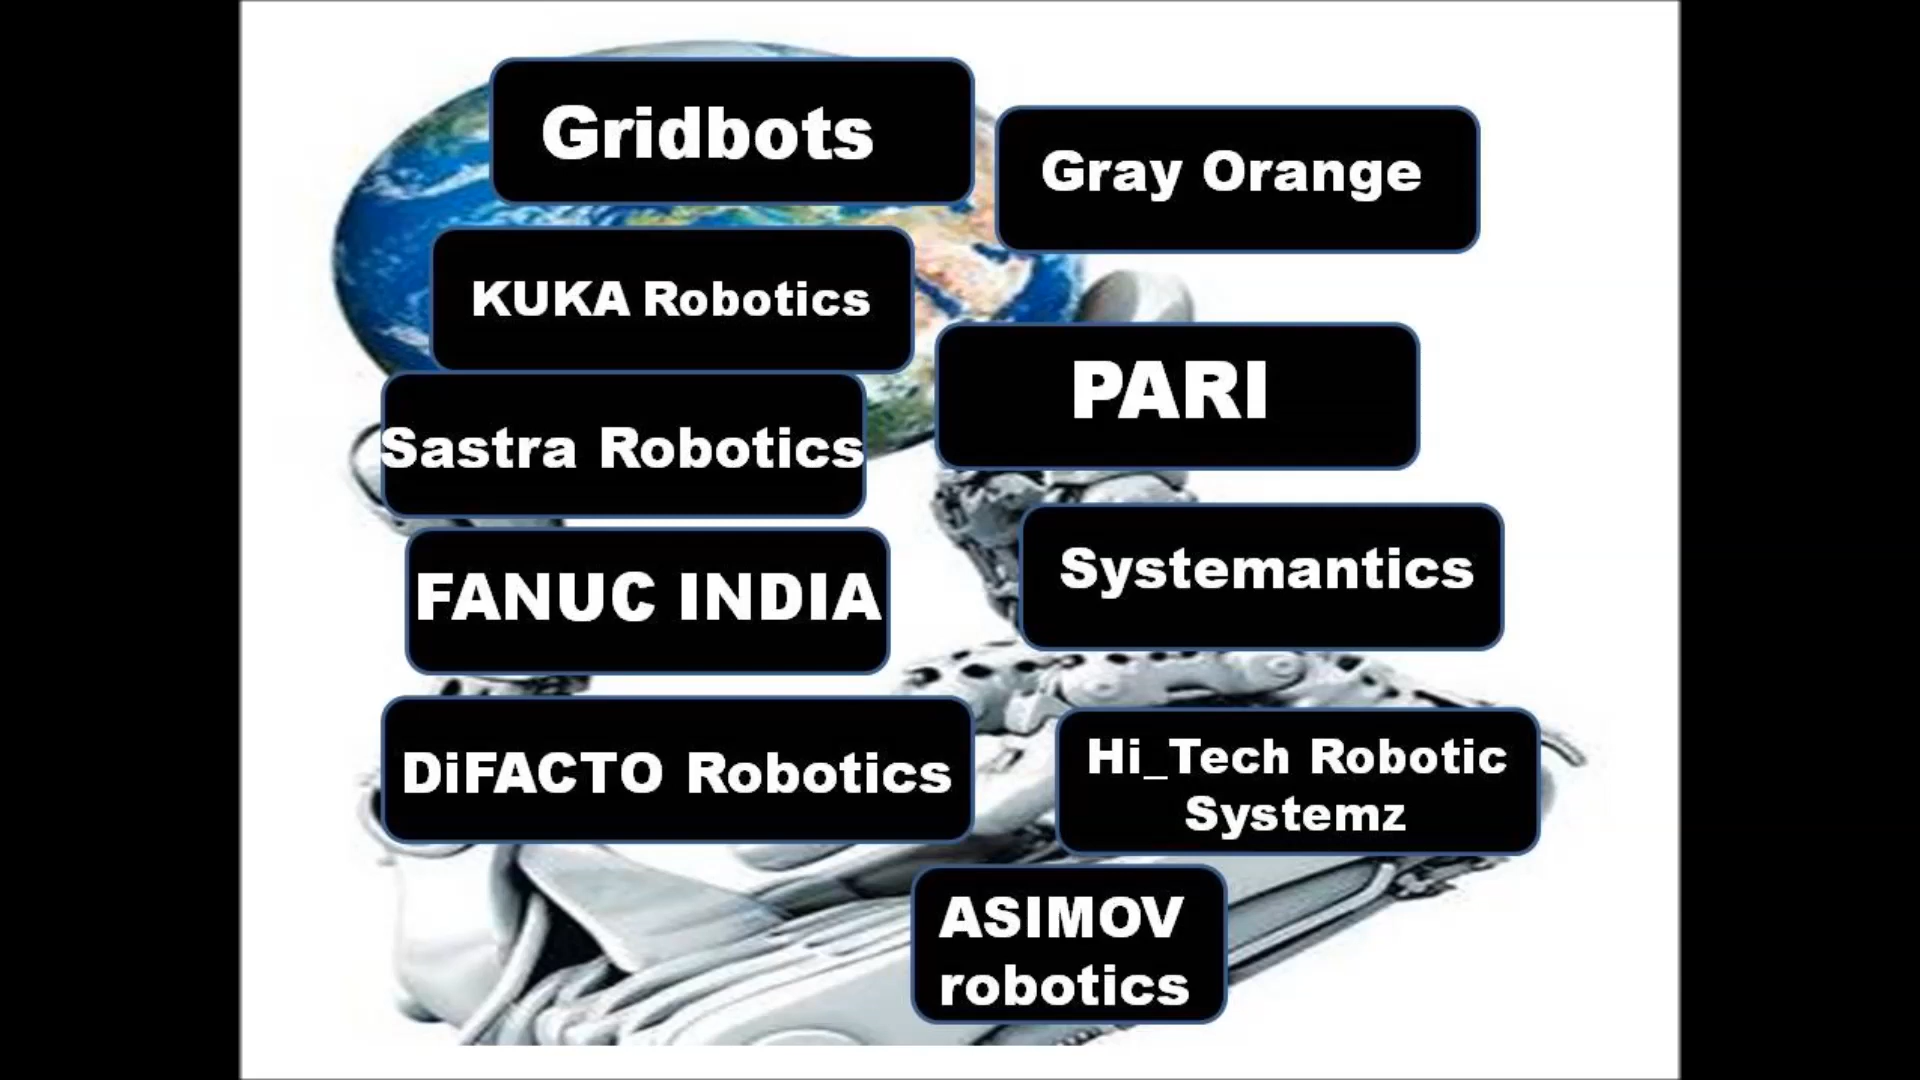 Gridbots
Gray Orange
KUKA Robotics
PARI
Sastra Robotics
Systemantics
FANUC INDIA
DiFACTO Robotics
Hi_Tech Robotic
Systemz
ASIMOV
robotics